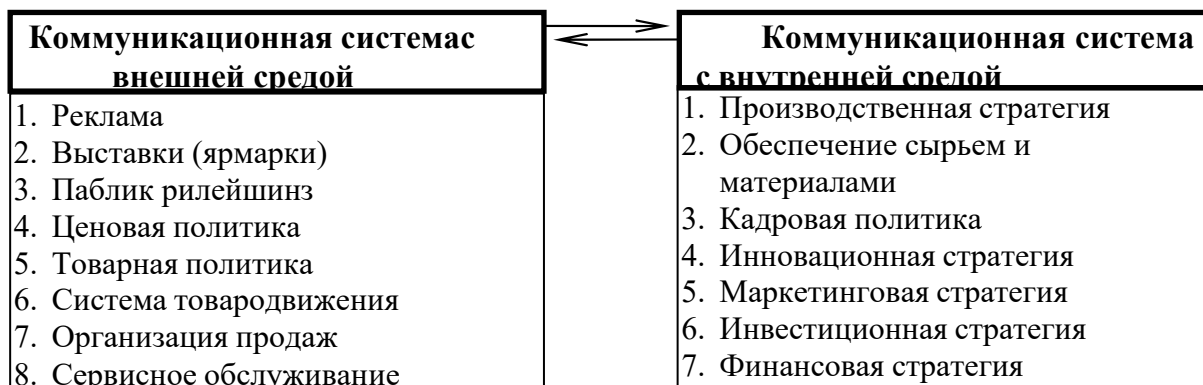 Коммуникационная системас
внешней средой
1. Реклама
2. Выставки (ярмарки)
3. Паблик рилейшинз
4. Ценовая политика
5. Товарная политика
6. Система товародвижения
7. Организация продаж
8. Сервисное обслуживание
Коммуникационная система
с внутренней средой
1. Производственная стратегия
2. Обеспечение сырьем и
материалами
3. Кадровая политика
4. Инновационная стратегия
5. Маркетинговая стратегия
6. Инвестиционная стратегия
7. Финансовая стратегия